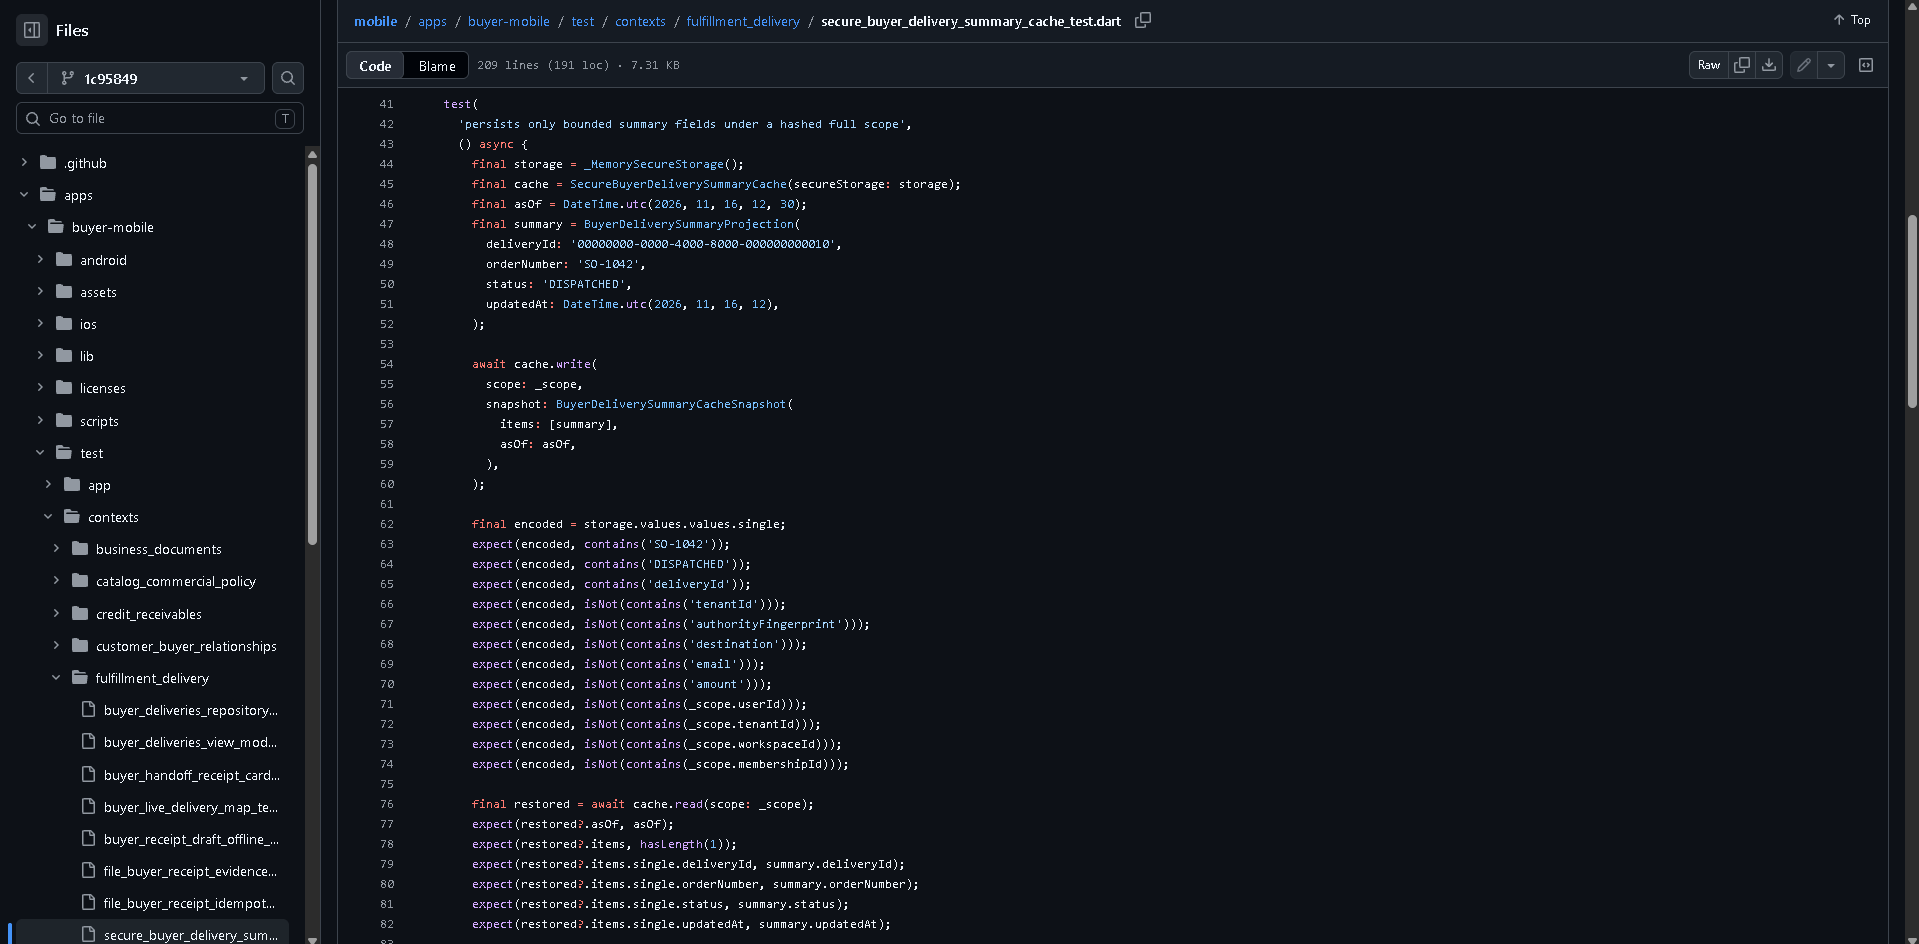 Files
1c95849
Go to file
T
.github
apps
buyer-mobile
android
assets
ios
lib
licenses
scripts
test
app
contexts
business_documents
catalog_commercial_policy
credit_receivables
customer_buyer_relationships
fulfillment_delivery
buyer_deliveries_repository...
buyer_deliveries_view_mod...
buyer_handoff_receipt_card...
buyer_live_delivery_map_te...
buyer_receipt_draft_offline_...
file_buyer_receipt_evidence...
file_buyer_receipt_idempot...
secure_buyer_delivery_sum...
mobile / apps / buyer-mobile / test / contexts / fulfillment_delivery / secure_buyer_delivery_summary_cache_test.dart
Top
Code Blame 209 lines (191 loc) · 7.31 KB
Raw
41 test(
42 'persists only bounded summary fields under a hashed full scope',
43 () async {
44 final storage = _MemorySecureStorage();
45 final cache = SecureBuyerDeliverySummaryCache(secureStorage: storage);
46 final asOf = DateTime.utc(2026, 11, 16, 12, 30);
47 final summary = BuyerDeliverySummaryProjection(
48 deliveryId: '00000000-0000-4000-8000-000000000010',
49 orderNumber: 'SO-1042',
50 status: 'DISPATCHED',
51 updatedAt: DateTime.utc(2026, 11, 16, 12),
52 );
53
54 await cache.write(
55 scope: _scope,
56 snapshot: BuyerDeliverySummaryCacheSnapshot(
57 items: [summary],
58 asOf: asOf,
59 ),
60 );
61
62 final encoded = storage.values.values.single;
63 expect(encoded, contains('SO-1042'));
64 expect(encoded, contains('DISPATCHED'));
65 expect(encoded, contains('deliveryId'));
66 expect(encoded, isNot(contains('tenantId')));
67 expect(encoded, isNot(contains('authorityFingerprint')));
68 expect(encoded, isNot(contains('destination')));
69 expect(encoded, isNot(contains('email')));
70 expect(encoded, isNot(contains('amount')));
71 expect(encoded, isNot(contains(_scope.userId)));
72 expect(encoded, isNot(contains(_scope.tenantId)));
73 expect(encoded, isNot(contains(_scope.workspaceId)));
74 expect(encoded, isNot(contains(_scope.membershipId)));
75
76 final restored = await cache.read(scope: _scope);
77 expect(restored?.asOf, asOf);
78 expect(restored?.items, hasLength(1));
79 expect(restored?.items.single.deliveryId, summary.deliveryId);
80 expect(restored?.items.single.orderNumber, summary.orderNumber);
81 expect(restored?.items.single.status, summary.status);
82 expect(restored?.items.single.updatedAt, summary.updatedAt);
83